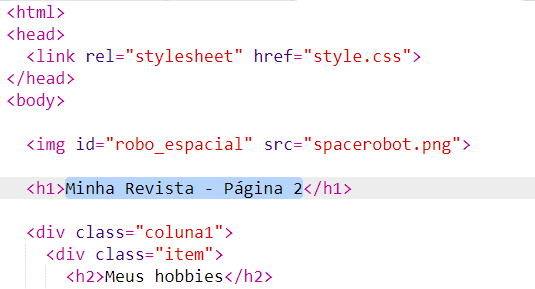 <html>
<head>
<link rel="stylesheet" href="style.css">
</head>
<body>
<img id="robo_espacial" src="spacerobot.png">
<h1>Minha Revista - Página 2</h1>
<div class="coluna1">
<div class="item">
<h2>Meus hobbies</h2>